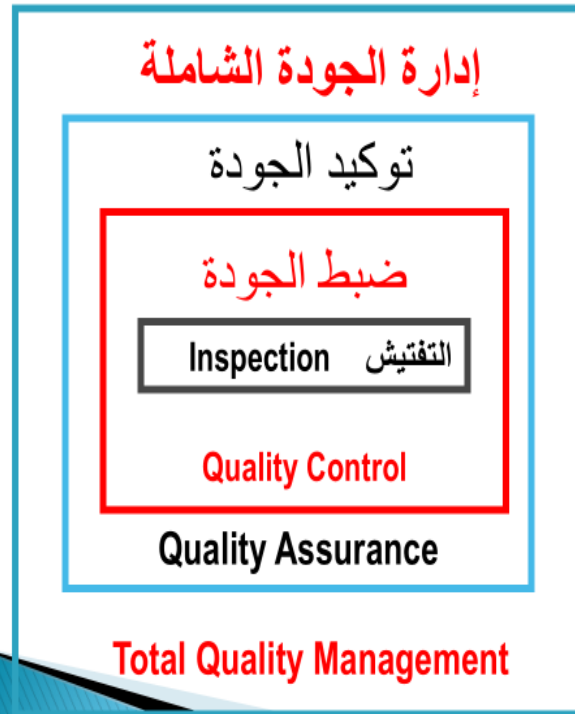 إدارة الجودة الشاملة
توكيد الجودة
ضبط الجودة
التفتيش Inspection
Quality Control
Quality Assurance
Total Quality Management